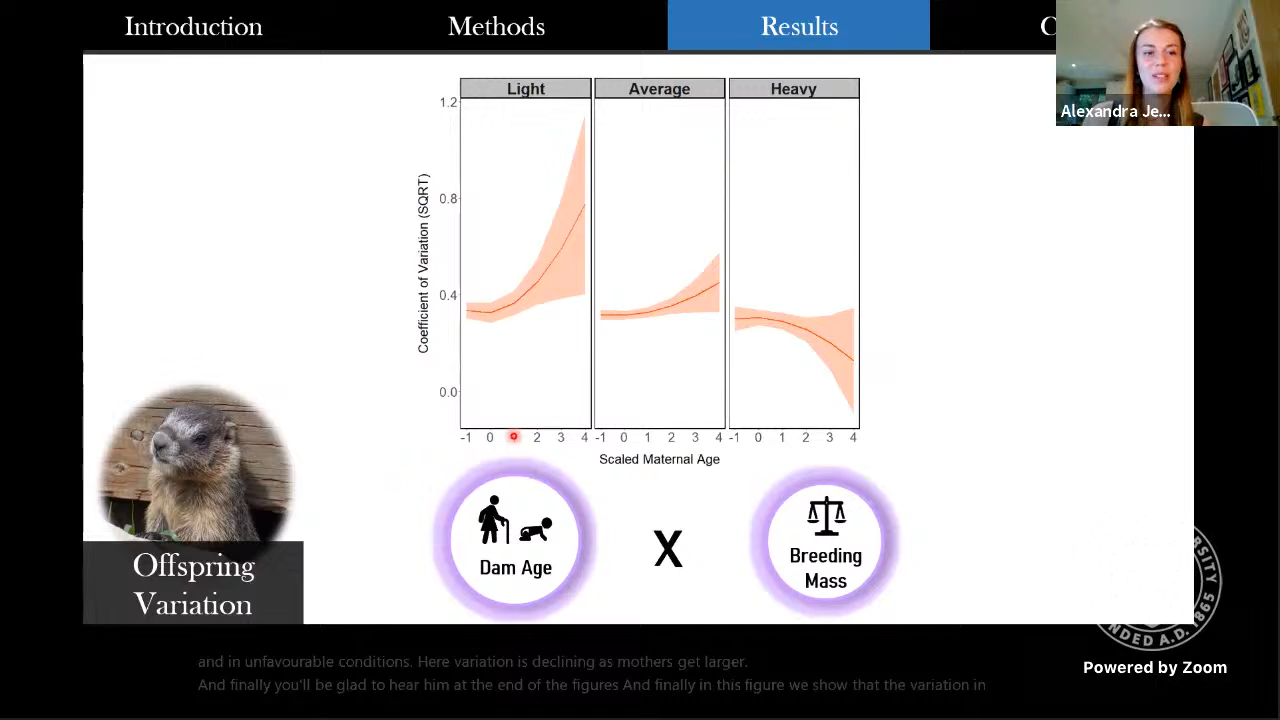 Introduction
Methods
Results
C
Alexandra Je...
Light
Average
Heavy
Coefficient of Variation (SQRT)
1.2
0.8
0.4
0.0
-1 0 2 3 4 -1 0 1 2 3 4 -1 0 1 2 3 4
Scaled Maternal Age
Dam Age
X
Breeding
Mass
Offspring
Variation
NDED A.D. 1865
Powered by Zoom
and in unfavourable conditions. Here variation is declining as mothers get larger.
And finally you'll be glad to hear him at the end of the figures And finally in this figure we show that the variation in